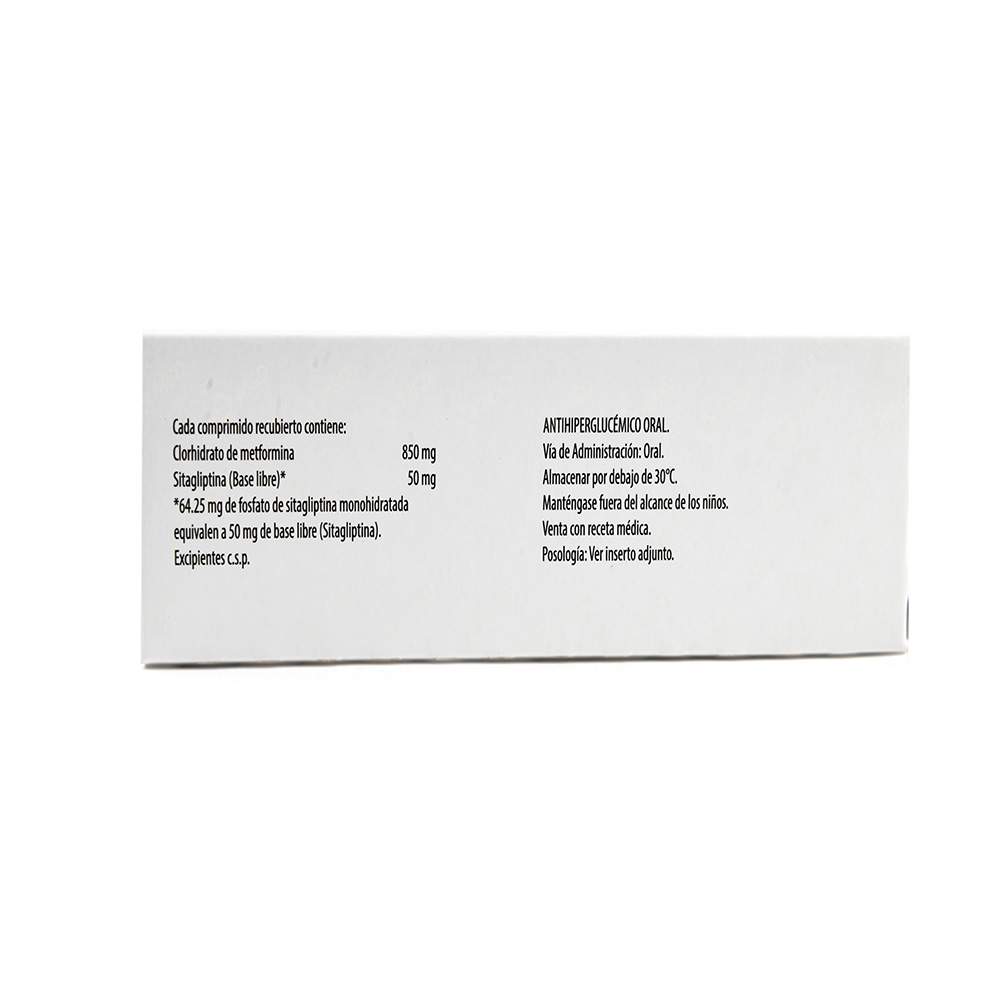 Cada comprimido recubierto contiene:
Clorhidrato de metformina 850 mg
Sitagliptina (Base libre)* 50 mg
*64.25 mg de fosfato de sitagliptina monohidratada
equivalen a 50 mg de base libre (Sitagliptina).
Excipientes c.s.p.
ANTIHIPERGLUCÉMICO ORAL.
Vía de Administración: Oral.
Almacenar por debajo de 30°C.
Manténgase fuera del alcance de los niños.
Venta con receta médica.
Posología: Ver inserto adjunto.